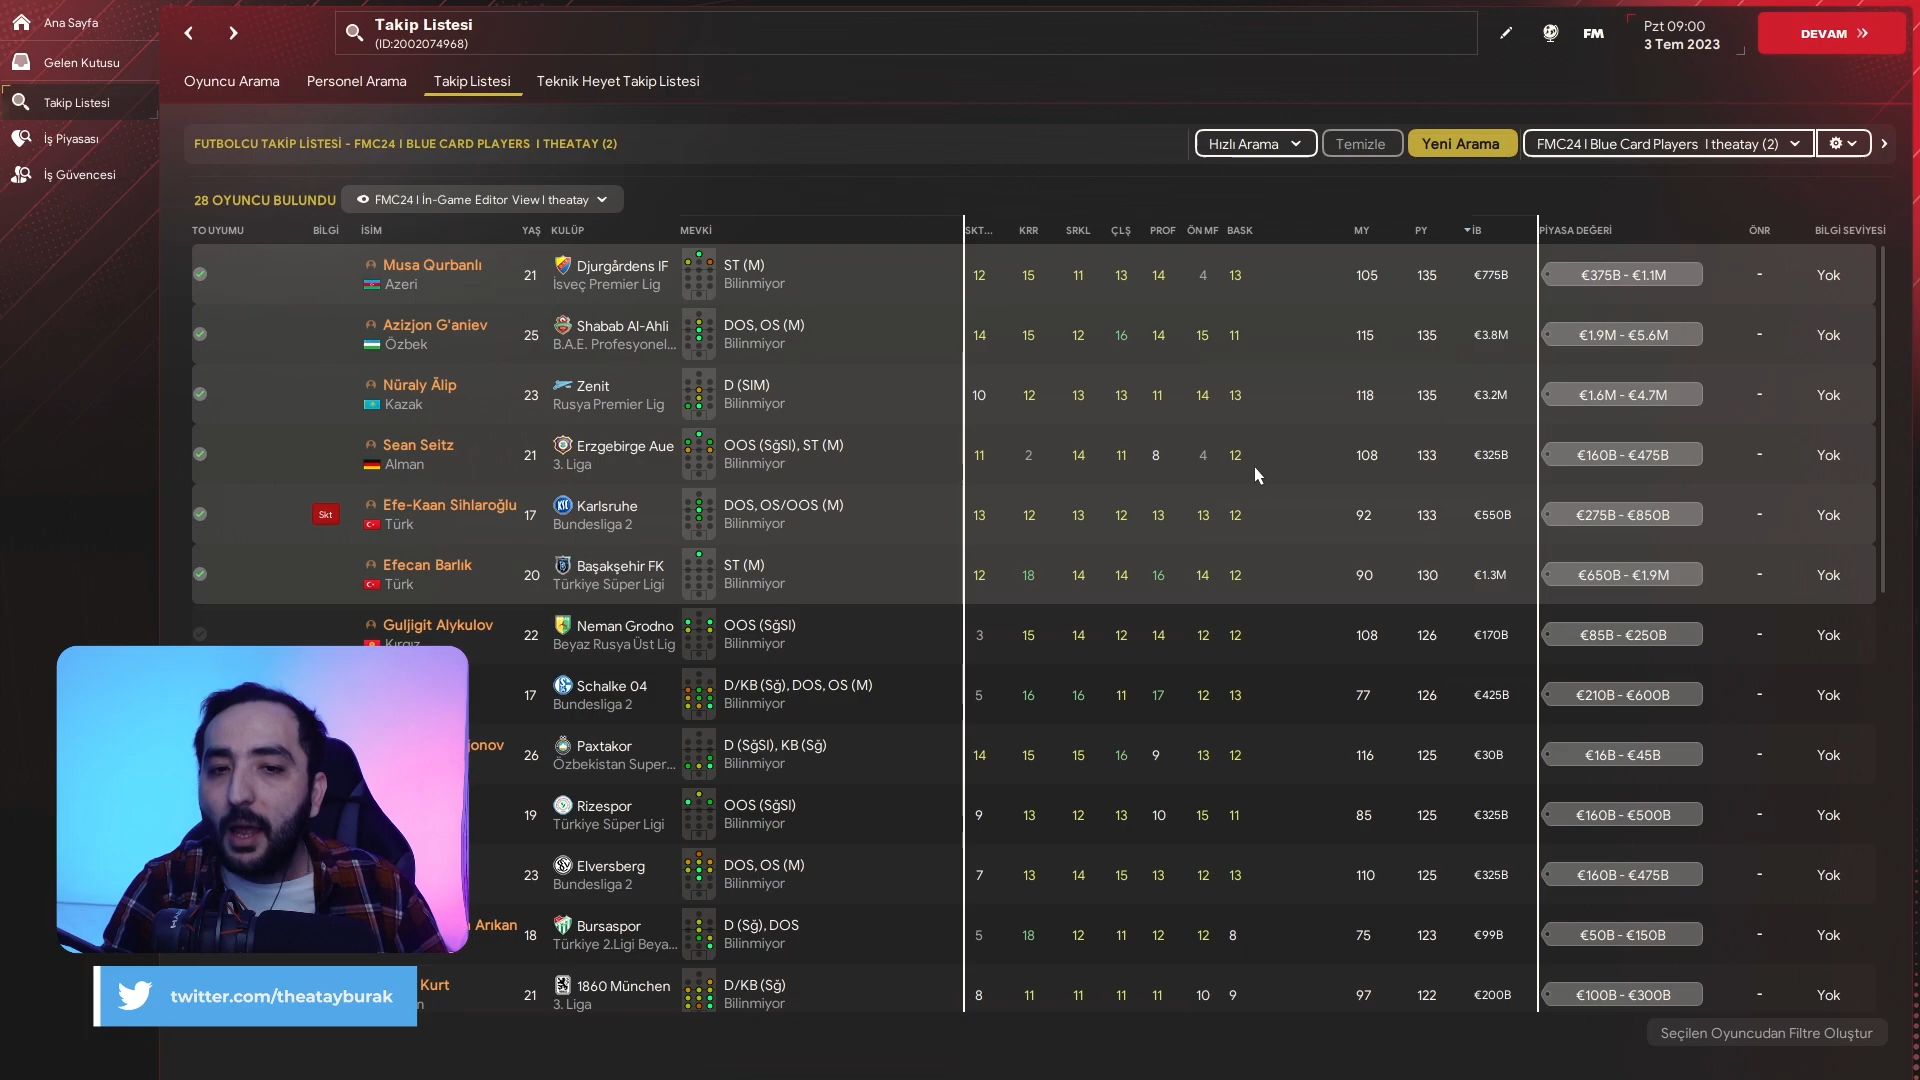 Ana Sayfa
Gelen Kutusu
Takip Listesi
İş Piyasası
İş Güvencesi
Takip Listesi
(ID:2002074968)
FM
Pzt 09:00
3 Tem 2023
DEVAM
Oyuncu Arama Personel Arama Takip Listesi Teknik Heyet Takip Listesi
FUTBOLCU TAKİP LİSTESİ - FMC24 I BLUE CARD PLAYERS I THEATAY (2)
Hızlı Arama Temizle Yeni Arama FMC24 I Blue Card Players I theatay (2)
28 OYUNCU BULUNDU FMC24 I İn-Game Editor View I theatay
TO UYUMU BİLGİ İSİM YAŞ KULÜP MEVKİ SKT... KRR SRKL ÇLŞ PROF ÖN MF BASK MY PY İB PİYASA DEĞERİ ÖNR BİLGİ SEVİYESİ
Musa Qurbanlı 21 Djurgårdens IF ST (M) 12 15 11 13 14 4 13 105 135 €775B €375B - €1.1M - Yok
Azeri İsveç Premier Lig Bilinmiyor
Azizjon G'aniev 25 Shabab Al-Ahli DOS, OS (M) 14 15 12 16 14 15 11 115 135 €3.8M €1.9M - €5.6M - Yok
Özbek B.A.E. Profesyonel... Bilinmiyor
Nüraly Älip 23 Zenit D (SIM) 10 12 13 13 11 14 13 118 135 €3.2M €1.6M - €4.7M - Yok
Kazak Rusya Premier Lig Bilinmiyor
Sean Seitz 21 Erzgebirge Aue OOS (SğSI), ST (M) 11 2 14 11 8 4 12 108 133 €325B €160B - €475B - Yok
Alman 3. Liga Bilinmiyor
Skt Efe-Kaan Sihlaroğlu 17 Karlsruhe DOS, OS/OOS (M) 13 12 13 12 13 13 12 92 133 €550B €275B - €850B - Yok
Türk Bundesliga 2 Bilinmiyor
Efecan Barlık 20 Başakşehir FK ST (M) 12 18 14 14 16 14 12 90 130 €1.3M €650B - €1.9M - Yok
Türk Türkiye Süper Ligi Bilinmiyor
Guljigit Alykulov 22 Neman Grodno OOS (SğSI) 3 15 14 12 14 12 12 108 126 €170B €85B - €250B - Yok
Kırgız Beyaz Rusya Üst Lig Bilinmiyor
17 Schalke 04 D/KB (Sğ), DOS, OS (M) 5 16 16 11 17 12 13 77 126 €425B €210B - €600B - Yok
Bundesliga 2 Bilinmiyor
jonov 26 Paxtakor D (SğSI), KB (Sğ) 14 15 15 16 9 13 12 116 125 €30B €16B - €45B - Yok
Özbekistan Super... Bilinmiyor
19 Rizespor OOS (SğSI) 9 13 12 13 10 15 11 85 125 €325B €160B - €500B - Yok
Türkiye Süper Ligi Bilinmiyor
23 Elversberg DOS, OS (M) 7 13 14 15 13 12 13 110 125 €325B €160B - €475B - Yok
Bundesliga 2 Bilinmiyor
Arıkan 18 Bursaspor D (Sğ), DOS 5 18 12 11 12 12 8 75 123 €99B €50B - €150B - Yok
Türkiye 2.Ligi Beya... Bilinmiyor
Kurt 21 1860 München D/KB (Sğ) 8 11 11 11 11 10 9 97 122 €200B €100B - €300B - Yok
n 3. Liga Bilinmiyor
twitter.com/theatayburak
Seçilen Oyuncudan Filtre Oluştur